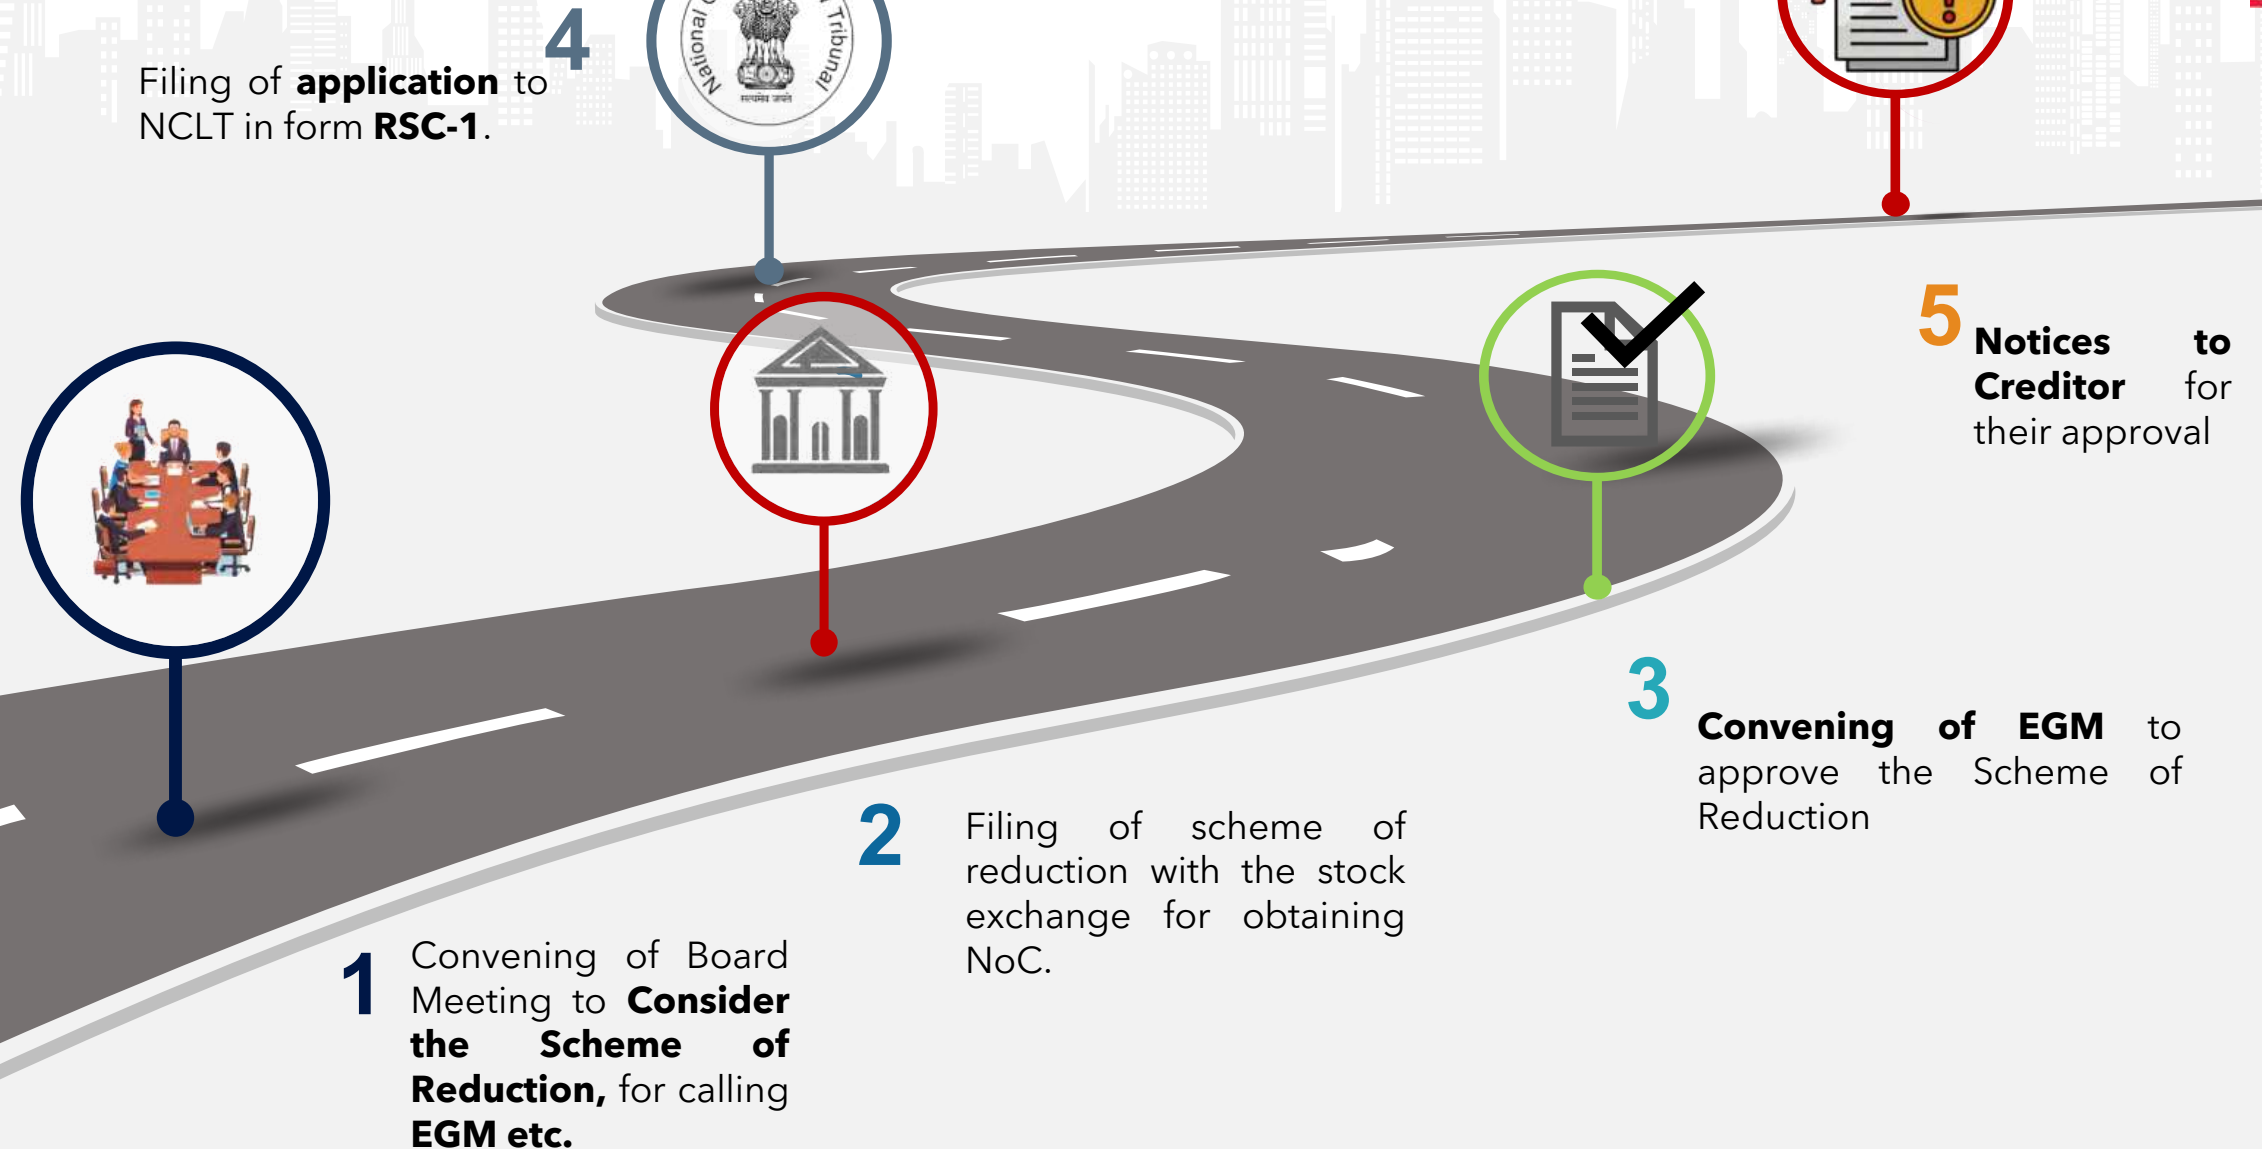 4
Filing of application to
NCLT in form RSC-1.
National
Tribunal
सत्यमेव जयते
5
Notices to
Creditor for
their approval
3
Convening of EGM to
approve the Scheme of
Reduction
2
Filing of scheme of
reduction with the stock
exchange for obtaining
NoC.
1
Convening of Board
Meeting to Consider
the Scheme of
Reduction, for calling
EGM etc.